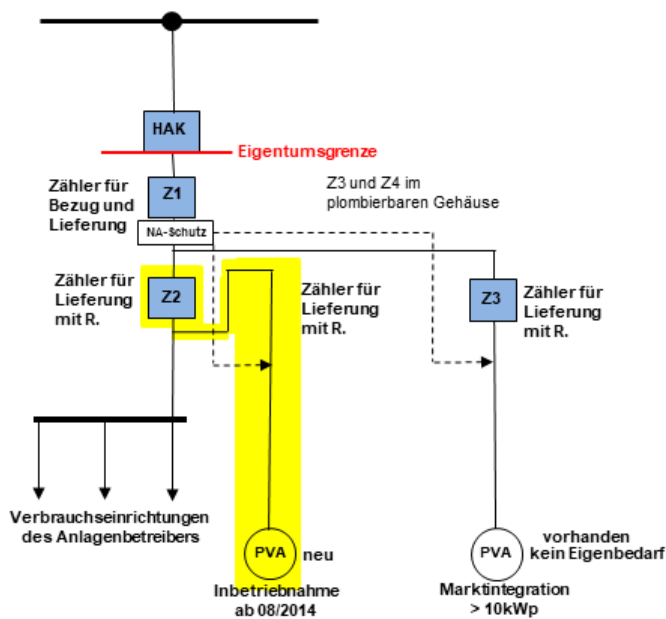 HAK
Eigentumsgrenze
Zähler für
Bezug und
Lieferung
Z1
Z3 und Z4 im
plombierbaren Gehäuse
NA-Schutz
Zähler für
Lieferung
mit R.
Z2
Zähler für
Lieferung
mit R.
Z3
Zähler für
Lieferung
mit R.
Verbrauchseinrichtungen
des Anlagenbetreibers
PVA
neu
Inbetriebnahme
ab 08/2014
PVA
vorhanden
kein Eigenbedarf
Marktintegration
> 10kWp